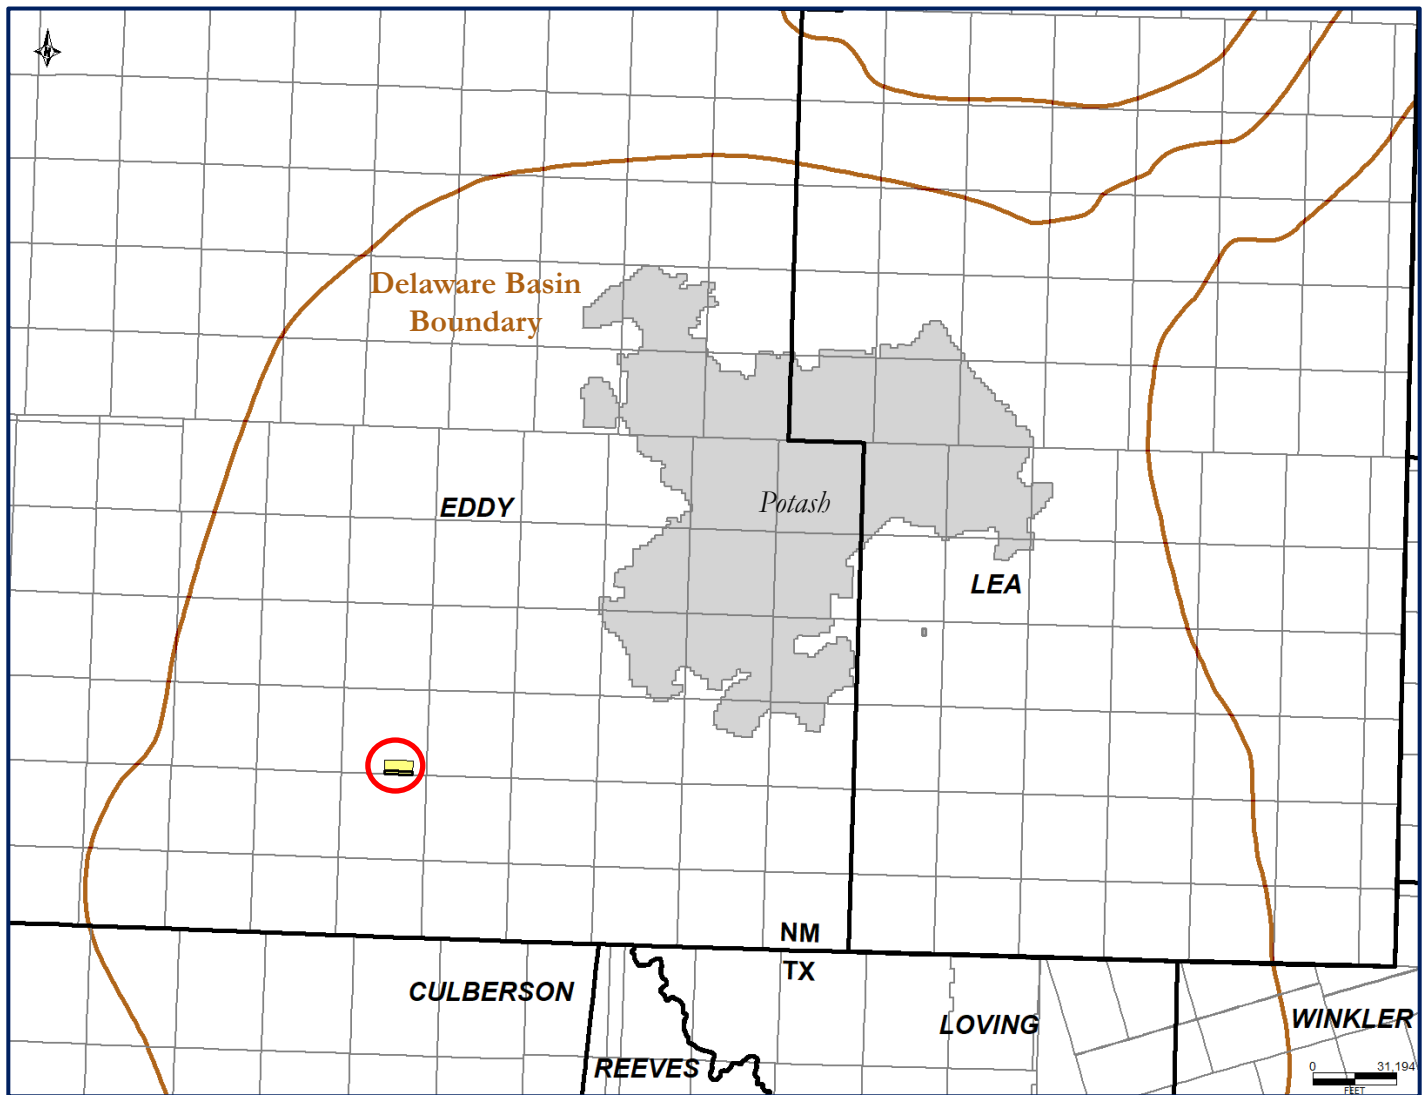 N
Delaware Basin
Boundary
EDDY
Potash
LEA
NM
TX
CULBERSON
LOVING
WINKLER
REEVES
0 31,194
FEET